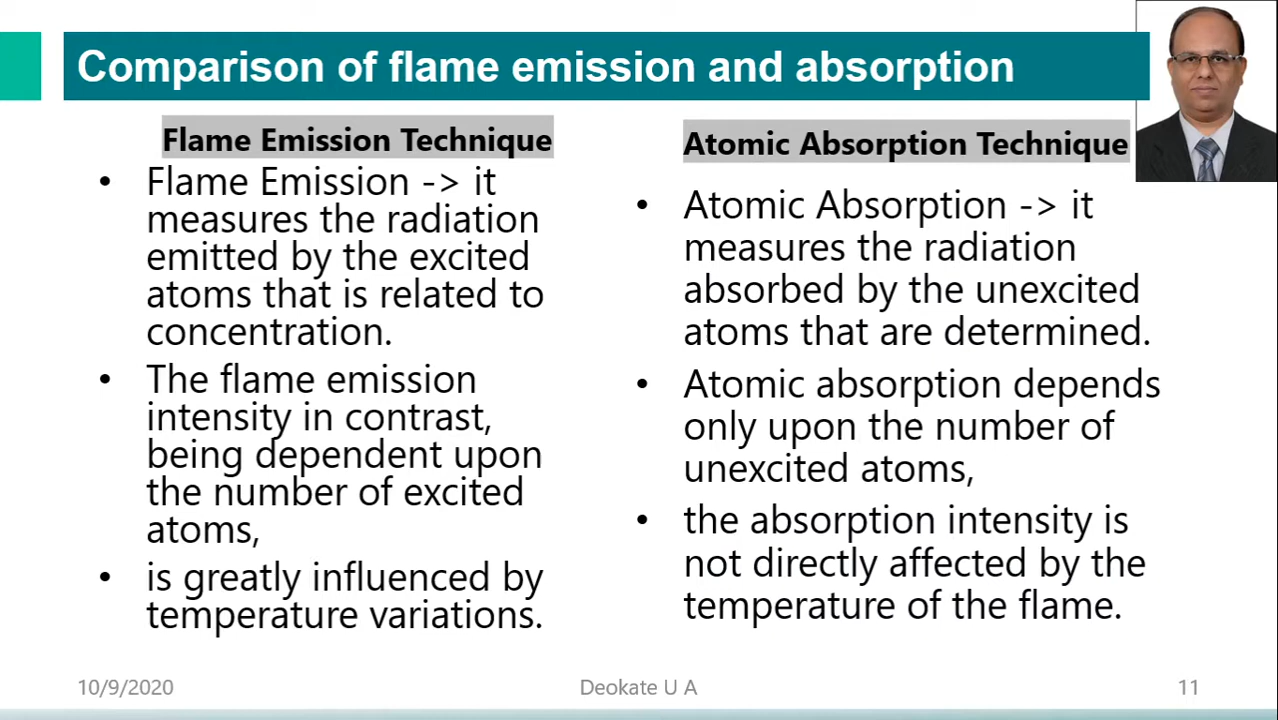 Comparison of flame emission and absorption
Flame Emission Technique
• Flame Emission -> it
measures the radiation
emitted by the excited
atoms that is related to
concentration.
• The flame emission
intensity in contrast,
being dependent upon
the number of excited
atoms,
• is greatly influenced by
temperature variations.
Atomic Absorption Technique
• Atomic Absorption -> it
measures the radiation
absorbed by the unexcited
atoms that are determined.
• Atomic absorption depends
only upon the number of
unexcited atoms,
• the absorption intensity is
not directly affected by the
temperature of the flame.
10/9/2020
Deokate U A
11